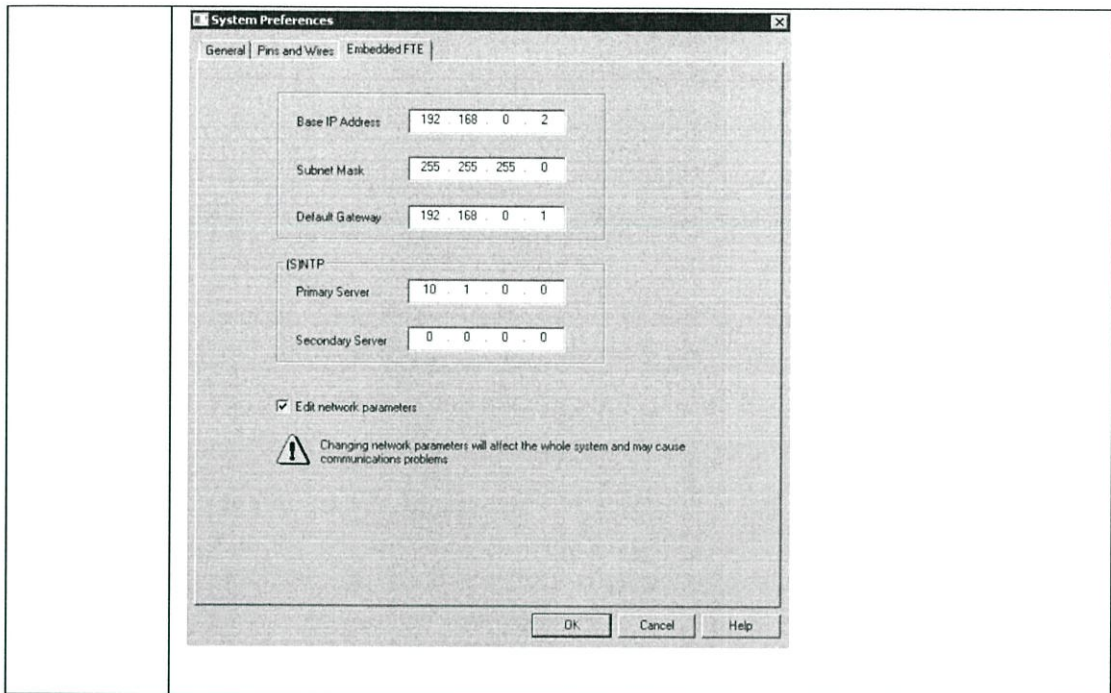 System Preferences
General Pins and Wires Embedded FTE
Base IP Address 192 . 168 . 0 . 2
Subnet Mask 255 . 255 . 255 . 0
Default Gateway 192 . 168 . 0 . 1
(S)NTP
Primary Server 10 . 1 . 0 . 0
Secondary Server 0 . 0 . 0 . 0
Edit network parameters
Changing network parameters will affect the whole system and may cause
communications problems
OK Cancel Help